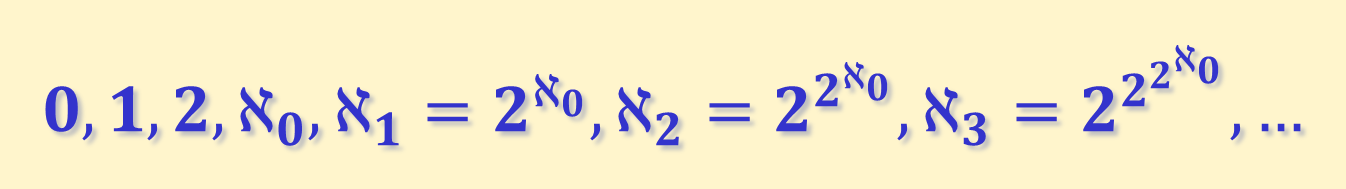 0, 1, 2, ℵ₀, ℵ₁ = 2^ℵ₀, ℵ₂ = 2^2^ℵ₀, ℵ₃ = 2^2^2^ℵ₀, …